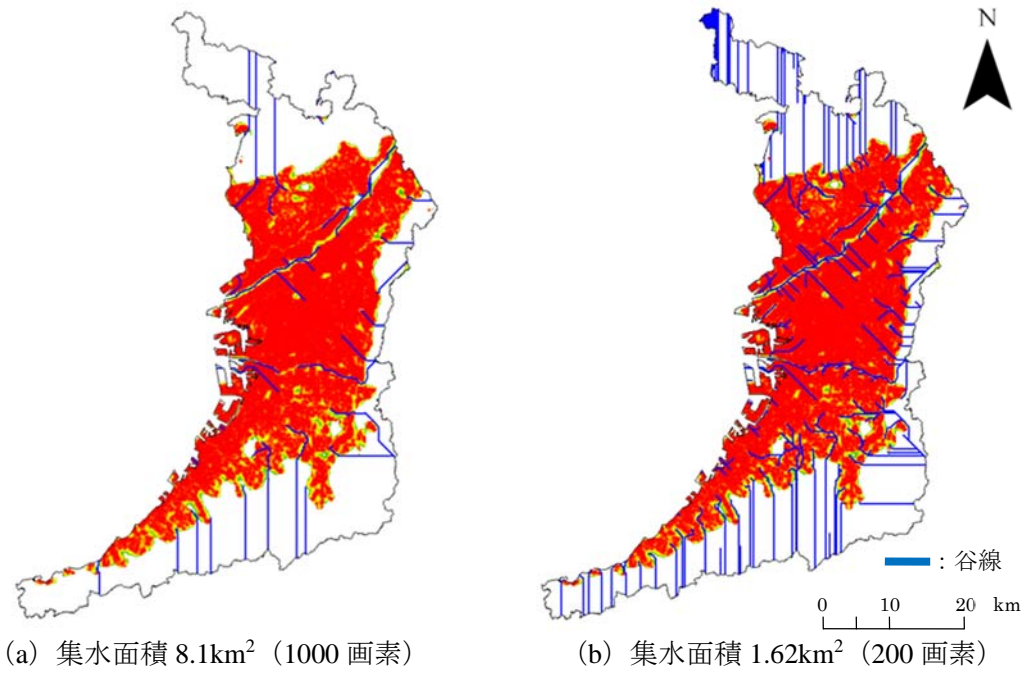 N
：谷線
0 10 20 km
(a) 集水面積 8.1km² （1000 画素）
(b) 集水面積 1.62km² （200 画素）